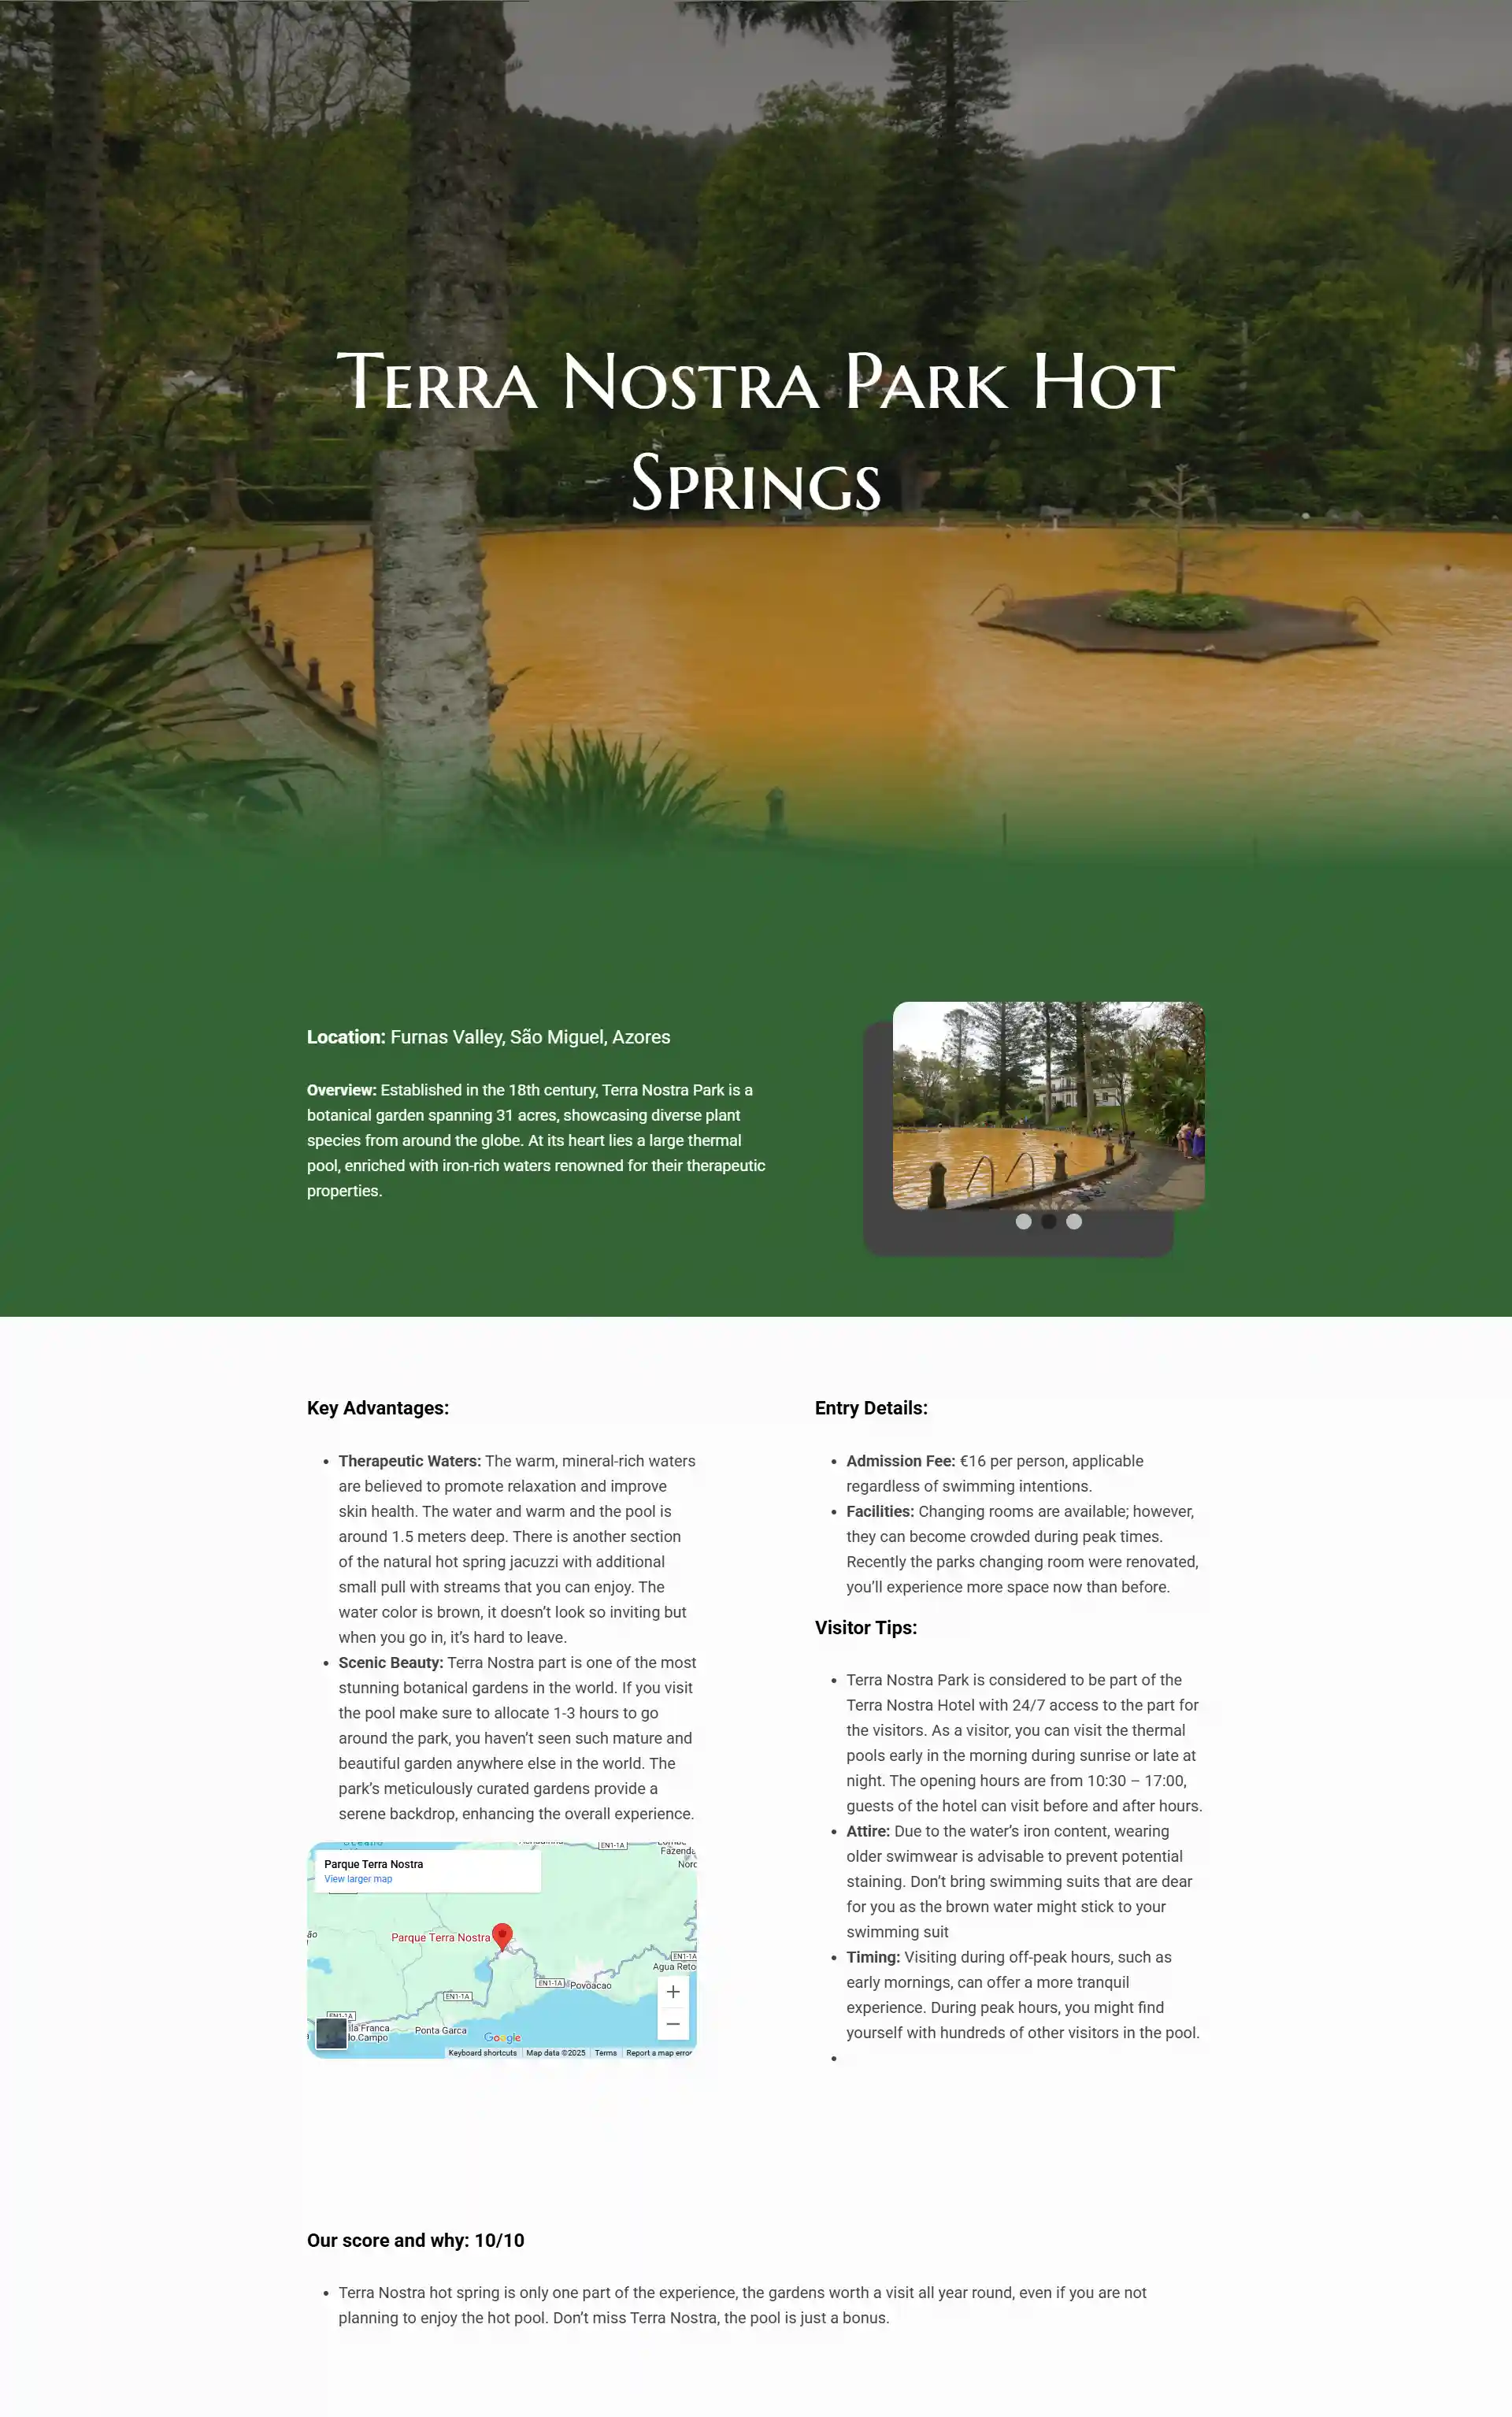 Terra Nostra Park Hot
Springs
Location: Furnas Valley, São Miguel, Azores
Overview: Established in the 18th century, Terra Nostra Park is a
botanical garden spanning 31 acres, showcasing diverse plant
species from around the globe. At its heart lies a large thermal
pool, enriched with iron-rich waters renowned for their therapeutic
properties.
Key Advantages:
• Therapeutic Waters: The warm, mineral-rich waters
are believed to promote relaxation and improve
skin health. The water and warm and the pool is
around 1.5 meters deep. There is another section
of the natural hot spring jacuzzi with additional
small pull with streams that you can enjoy. The
water color is brown, it doesn’t look so inviting but
when you go in, it’s hard to leave.
• Scenic Beauty: Terra Nostra part is one of the most
stunning botanical gardens in the world. If you visit
the pool make sure to allocate 1-3 hours to go
around the park, you haven’t seen such mature and
beautiful garden anywhere else in the world. The
park’s meticulously curated gardens provide a
serene backdrop, enhancing the overall experience.
EN1-1A
Fazenda
Nord
Parque Terra Nostra
View larger map
ão
Parque Terra Nostra
EN1-1A
Agua Reto
EN1-1A
Povoacao
EN1-1A
EN1-1A
ila Franca
do Campo
Ponta Garca
Google
Keyboard shortcuts
Map data ©2025
Terms
Report a map error
Entry Details:
• Admission Fee: €16 per person, applicable
regardless of swimming intentions.
• Facilities: Changing rooms are available; however,
they can become crowded during peak times.
Recently the parks changing room were renovated,
you’ll experience more space now than before.
Visitor Tips:
• Terra Nostra Park is considered to be part of the
Terra Nostra Hotel with 24/7 access to the part for
the visitors. As a visitor, you can visit the thermal
pools early in the morning during sunrise or late at
night. The opening hours are from 10:30 – 17:00,
guests of the hotel can visit before and after hours.
• Attire: Due to the water’s iron content, wearing
older swimwear is advisable to prevent potential
staining. Don’t bring swimming suits that are dear
for you as the brown water might stick to your
swimming suit
• Timing: Visiting during off-peak hours, such as
early mornings, can offer a more tranquil
experience. During peak hours, you might find
yourself with hundreds of other visitors in the pool.
•
Our score and why: 10/10
• Terra Nostra hot spring is only one part of the experience, the gardens worth a visit all year round, even if you are not
planning to enjoy the hot pool. Don’t miss Terra Nostra, the pool is just a bonus.